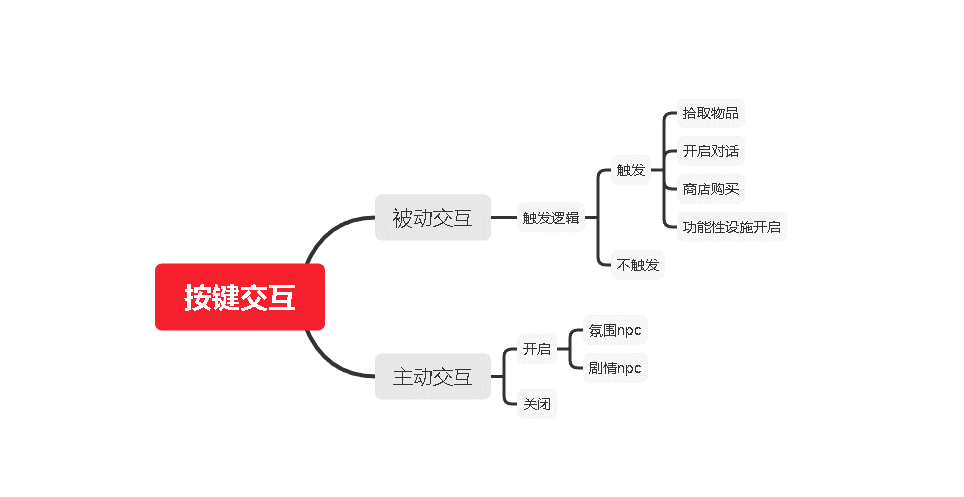 按键交互
被动交互
触发逻辑
触发
拾取物品
开启对话
商店购买
功能性设施开启
不触发
主动交互
开启
氛围npc
剧情npc
关闭